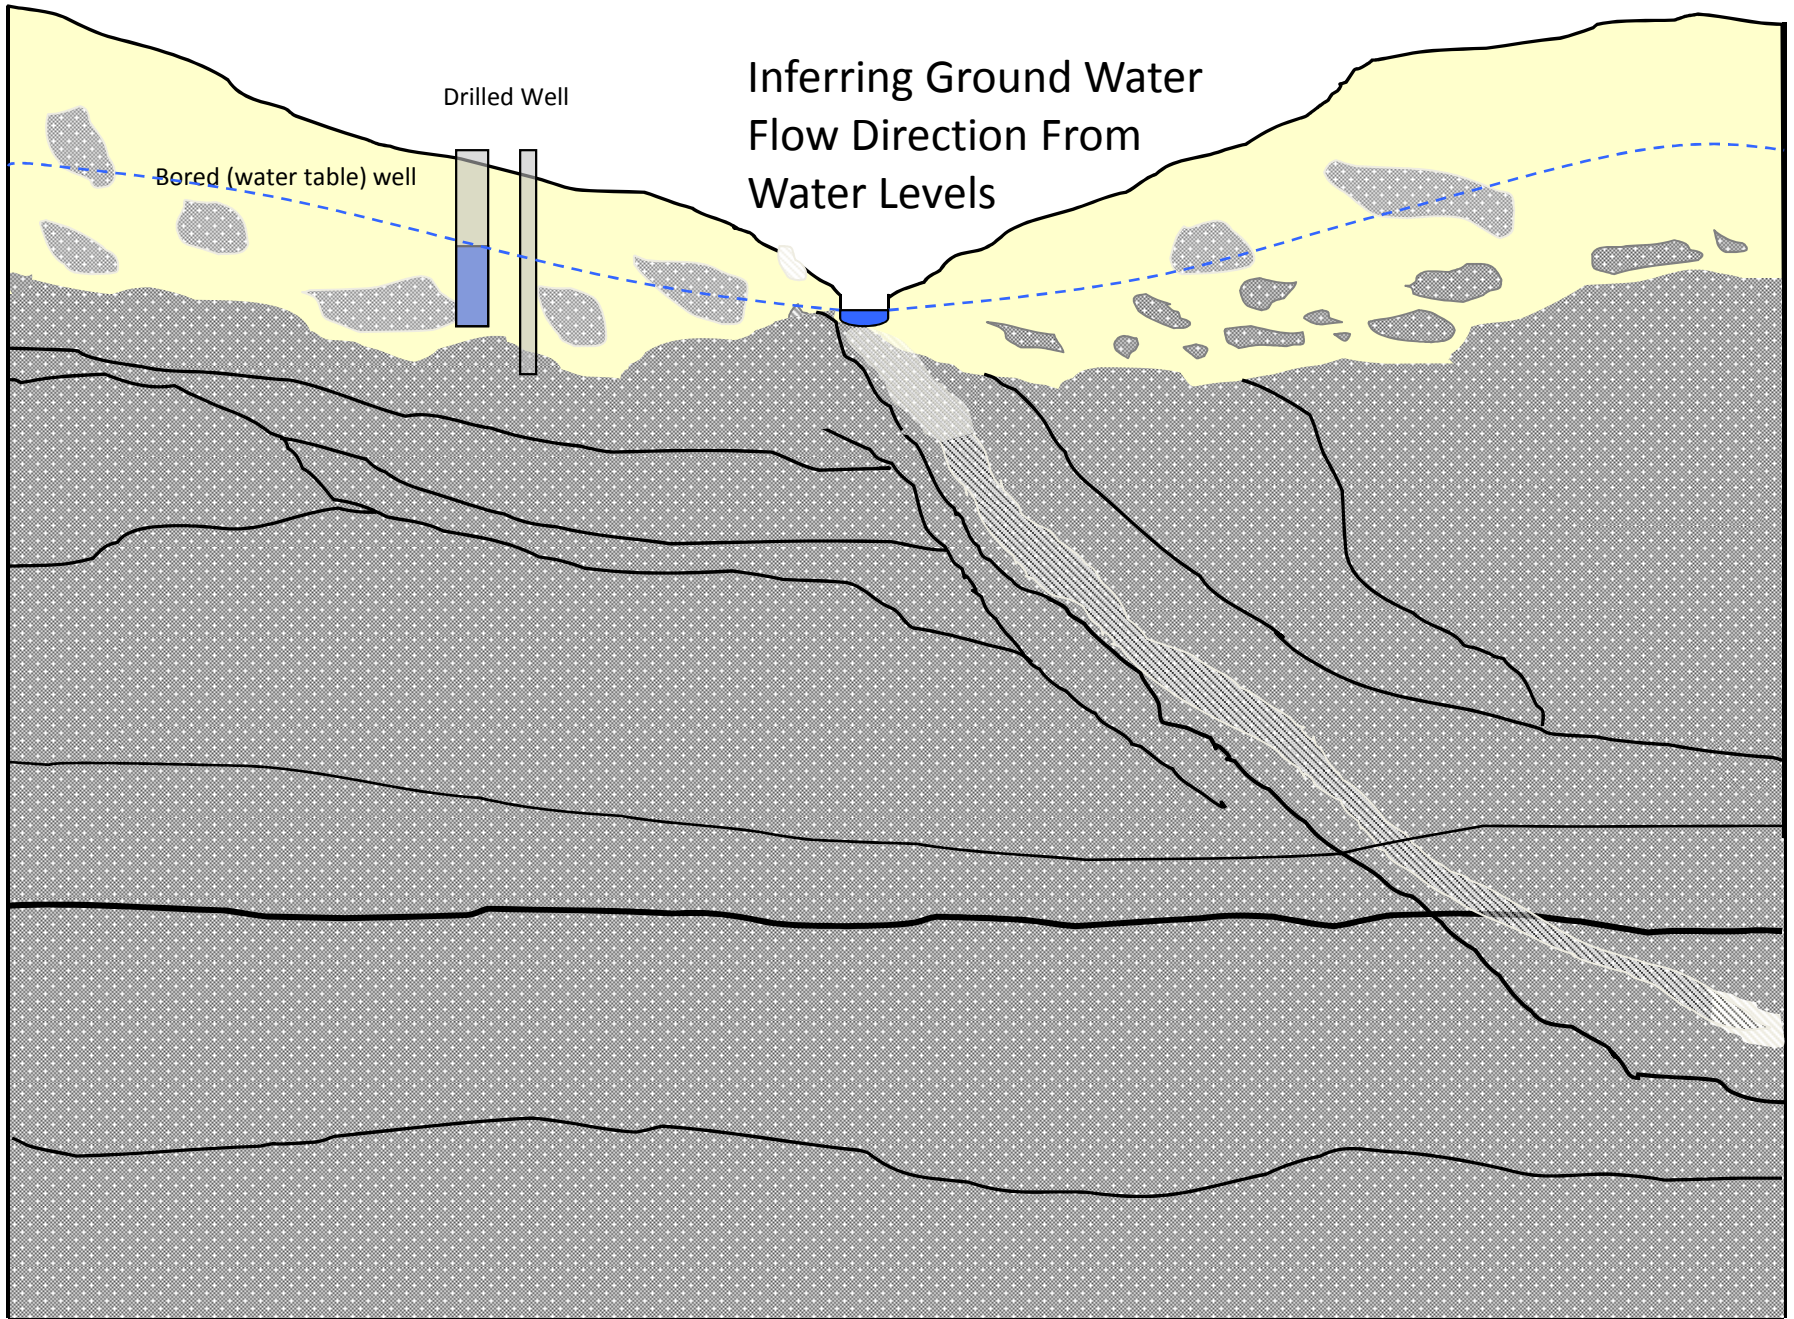 Inferring Ground Water
Flow Direction From
Water Levels
Drilled Well
Bored (water table) well